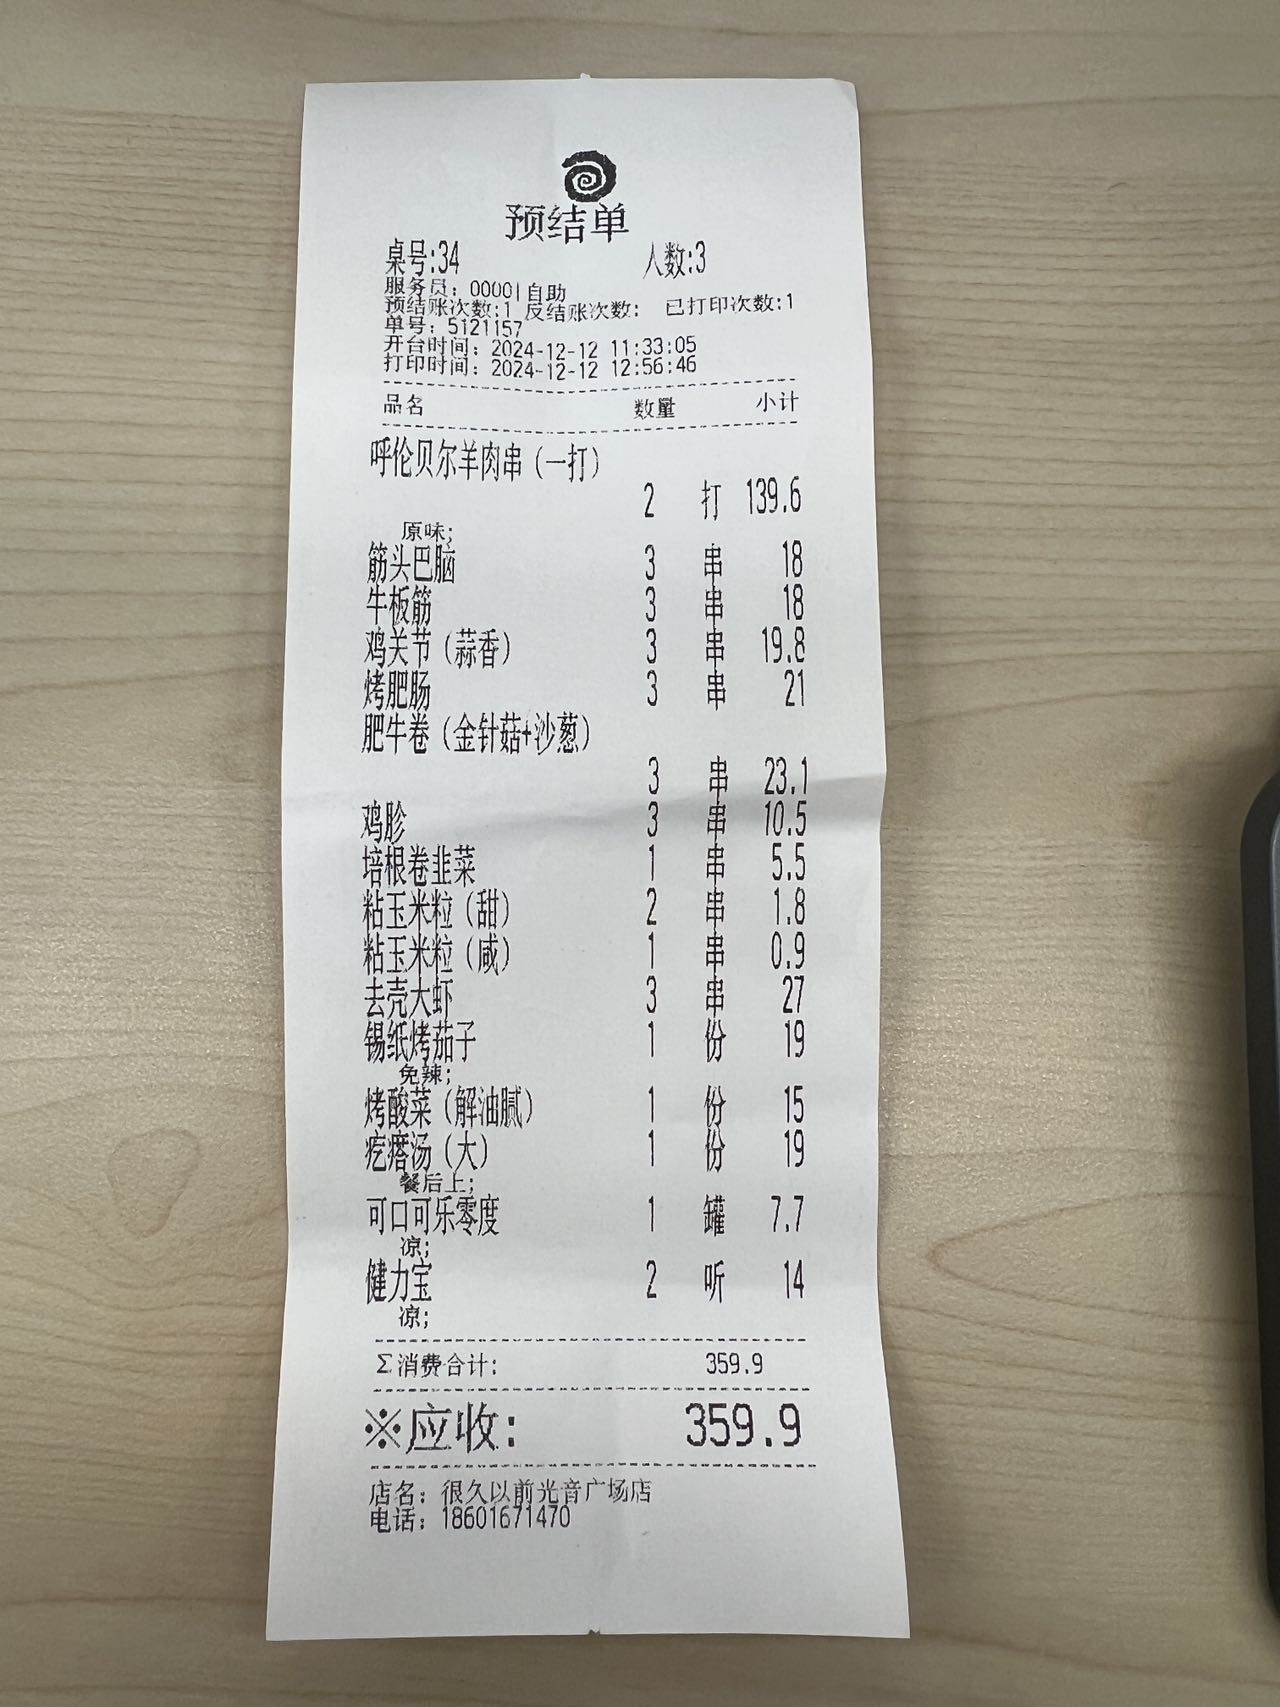 预结单
桌号:34 人数:3
服务员: 00001自助
预结账次数:1 反结账次数: 已打印次数:1
单号: 5121157
开台时间: 2024-12-12 11:33:05
打印时间: 2024-12-12 12:56:46
品名 数量 小计
呼伦贝尔羊肉串(一打)
2 打 139.6
原味;
筋头巴脑 3 串 18
牛板筋 3 串 18
鸡关节(蒜香) 3 串 19.8
烤肥肠 3 串 21
肥牛卷(金针菇+沙葱)
3 串 23.1
鸡胗 3 串 10.5
培根卷韭菜 1 串 5.5
粘玉米粒(甜) 2 串 1.8
粘玉米粒(咸) 1 串 0.9
去壳大虾 3 串 27
锡纸烤茄子 1 份 19
免辣;
烤酸菜(解油腻) 1 份 15
疙瘩汤(大) 1 份 19
餐后上;
可口可乐零度 1 罐 7.7
凉;
健力宝 2 听 14
凉;
Σ消费合计: 359.9
※应收: 359.9
店名: 很久以前光音广场店
电话: 18601671470